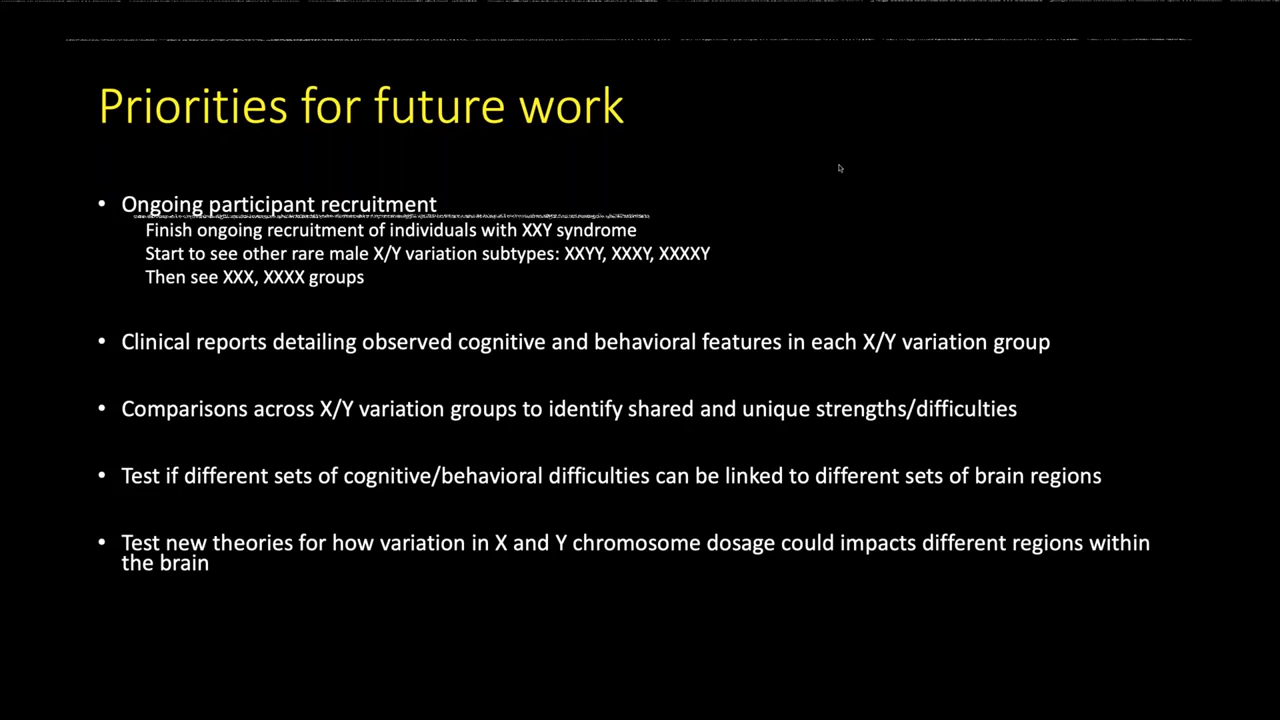 Priorities for future work
• Ongoing participant recruitment
Finish ongoing recruitment of individuals with XXY syndrome
Start to see other rare male X/Y variation subtypes: XXYY, XXXY, XXXXY
Then see XXX, XXXX groups
• Clinical reports detailing observed cognitive and behavioral features in each X/Y variation group
• Comparisons across X/Y variation groups to identify shared and unique strengths/difficulties
• Test if different sets of cognitive/behavioral difficulties can be linked to different sets of brain regions
• Test new theories for how variation in X and Y chromosome dosage could impacts different regions within
the brain